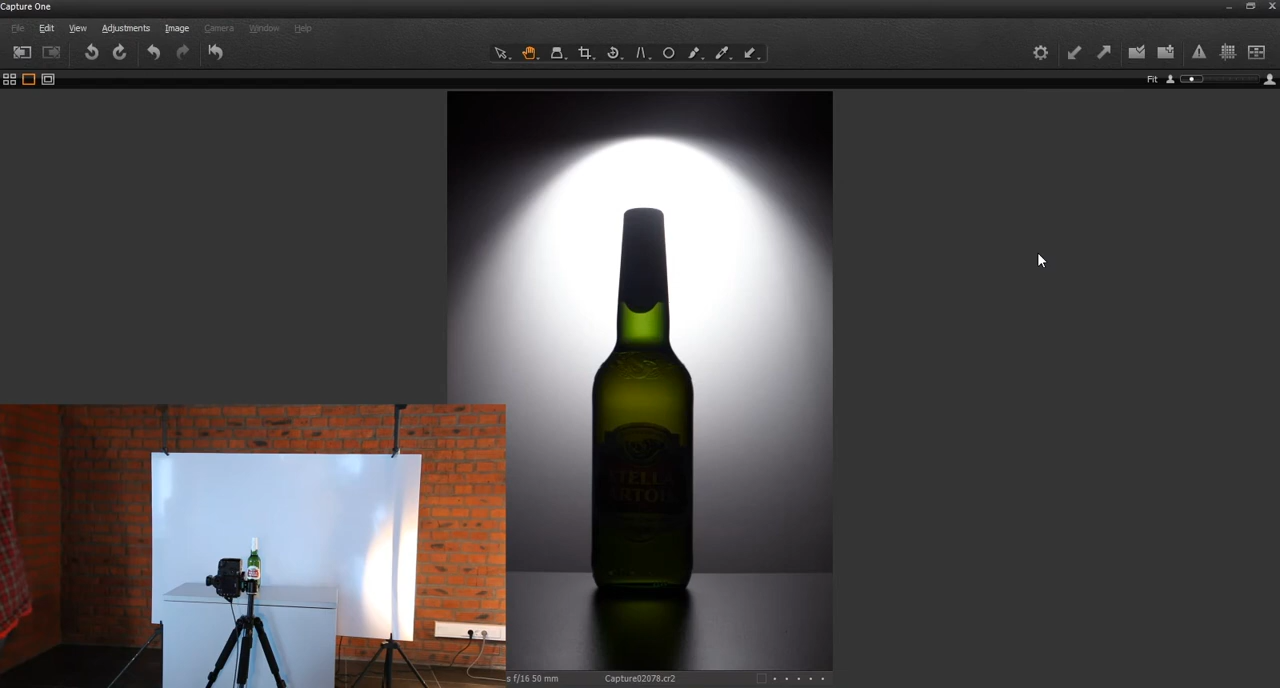 Capture One
File Edit View Adjustments Image Camera Window Help
Fit
STELLA
ARTOIS
s f/16 50 mm Capture02078.cr2